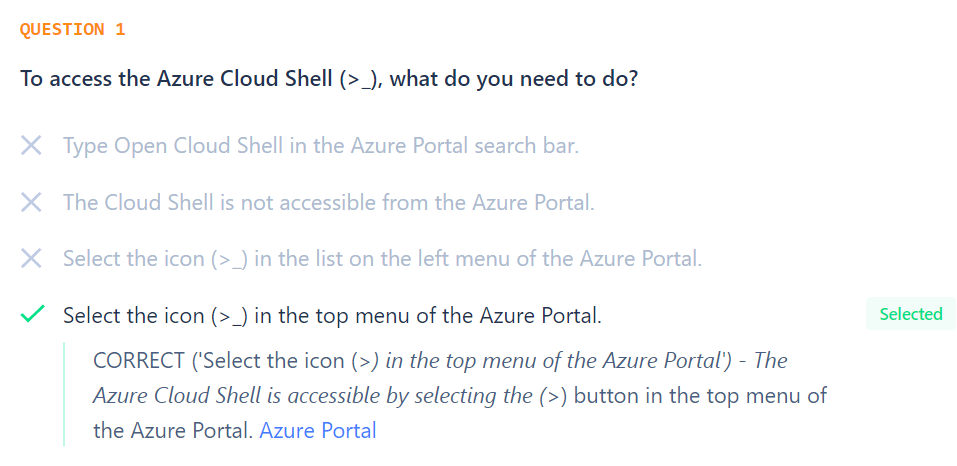 QUESTION 1
To access the Azure Cloud Shell (>_), what do you need to do?
Type Open Cloud Shell in the Azure Portal search bar.
The Cloud Shell is not accessible from the Azure Portal.
Select the icon (>_) in the list on the left menu of the Azure Portal.
Select the icon (>_) in the top menu of the Azure Portal.
Selected
CORRECT ('Select the icon (>) in the top menu of the Azure Portal') - The
Azure Cloud Shell is accessible by selecting the (>) button in the top menu of
the Azure Portal. Azure Portal